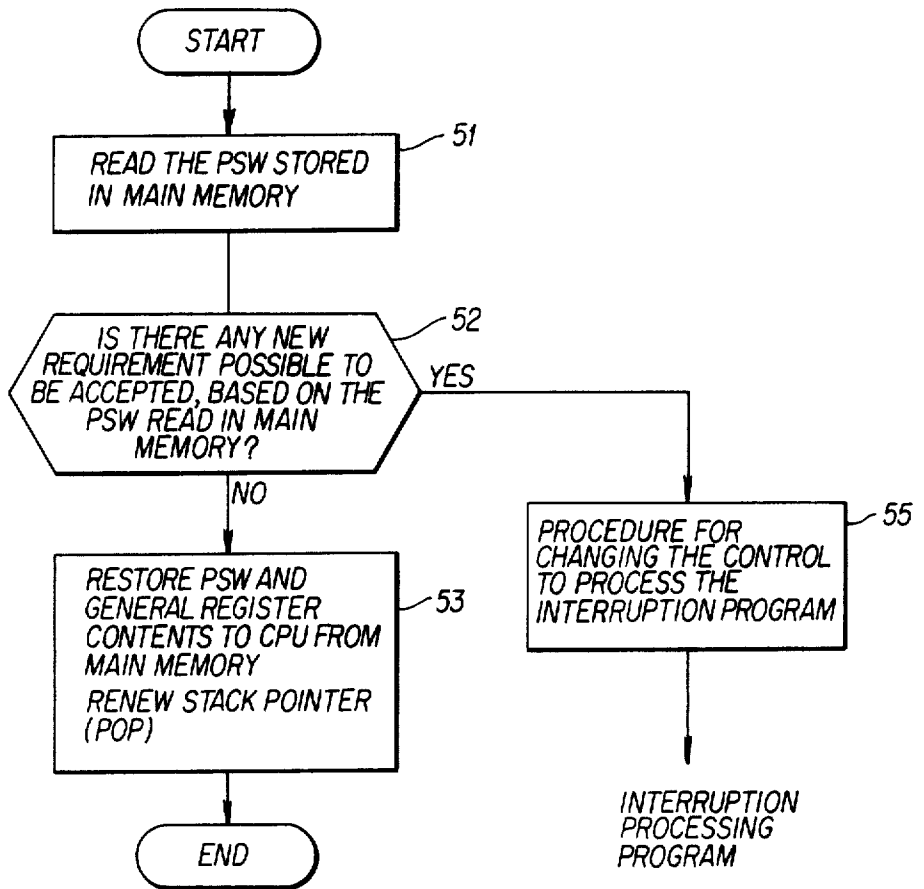 START
51
READ THE PSW STORED
IN MAIN MEMORY
52
IS THERE ANY NEW
REQUIREMENT POSSIBLE TO
BE ACCEPTED, BASED ON THE
PSW READ IN MAIN
MEMORY?
YES
NO
53
RESTORE PSW AND
GENERAL REGISTER
CONTENTS TO CPU FROM
MAIN MEMORY
RENEW STACK POINTER
(POP)
END
55
PROCEDURE FOR
CHANGING THE CONTROL
TO PROCESS THE
INTERRUPTION PROGRAM
INTERRUPTION
PROCESSING
PROGRAM